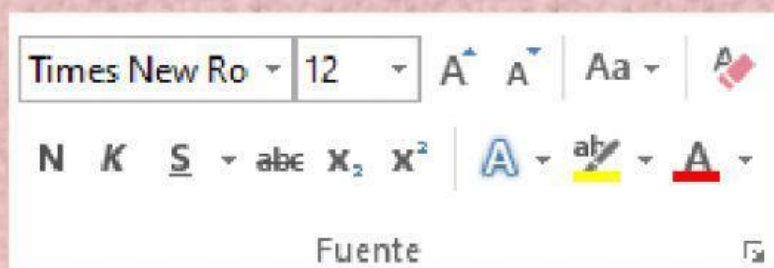 Times New Ro 12 A A Aa A
N K S abc X₂ X² A ab A
Fuente